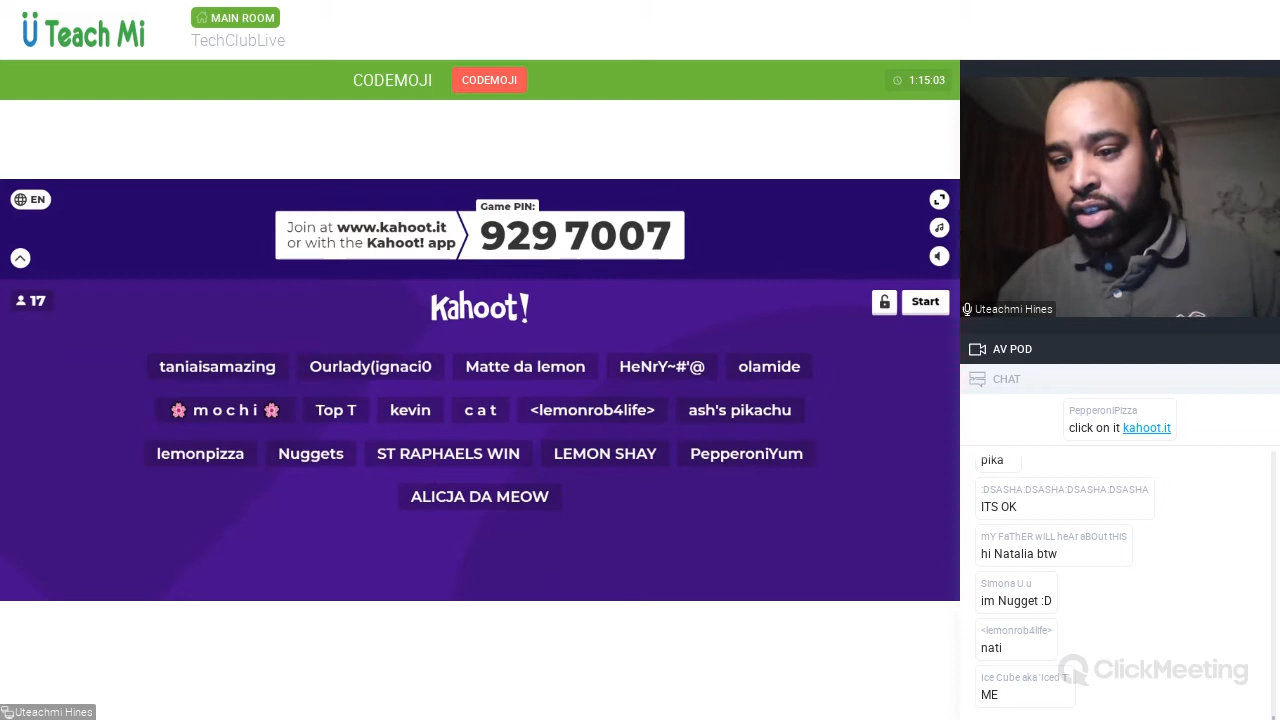 Ü Teach Mi
MAIN ROOM
TechClubLive
CODEMOJI
CODEMOJI
1:15:03
EN
Join at www.kahoot.it
or with the Kahoot! app
Game PIN:
929 7007
17
Kahoot!
Start
taniaisamazing
Ourlady(ignaci0
Matte da lemon
HeNrY~#'@
olamide
🌸 m o c h i 🌸
Top T
kevin
c a t
<lemonrob4life>
ash's pikachu
lemonpizza
Nuggets
ST RAPHAELS WIN
LEMON SHAY
PepperoniYum
ALICJA DA MEOW
Uteachmi Hines
Uteachmi Hines
AV POD
CHAT
PepperoniPizza
click on it kahoot.it
pika
:DSASHA:DSASHA:DSASHA:DSASHA
ITS OK
mY FaThER wiLL heAr aBOut tHIS
hi Natalia btw
Simona U.u
im Nugget :D
<lemonrob4life>
nati
Ice Cube aka 'Iced T
ME
ClickMeeting